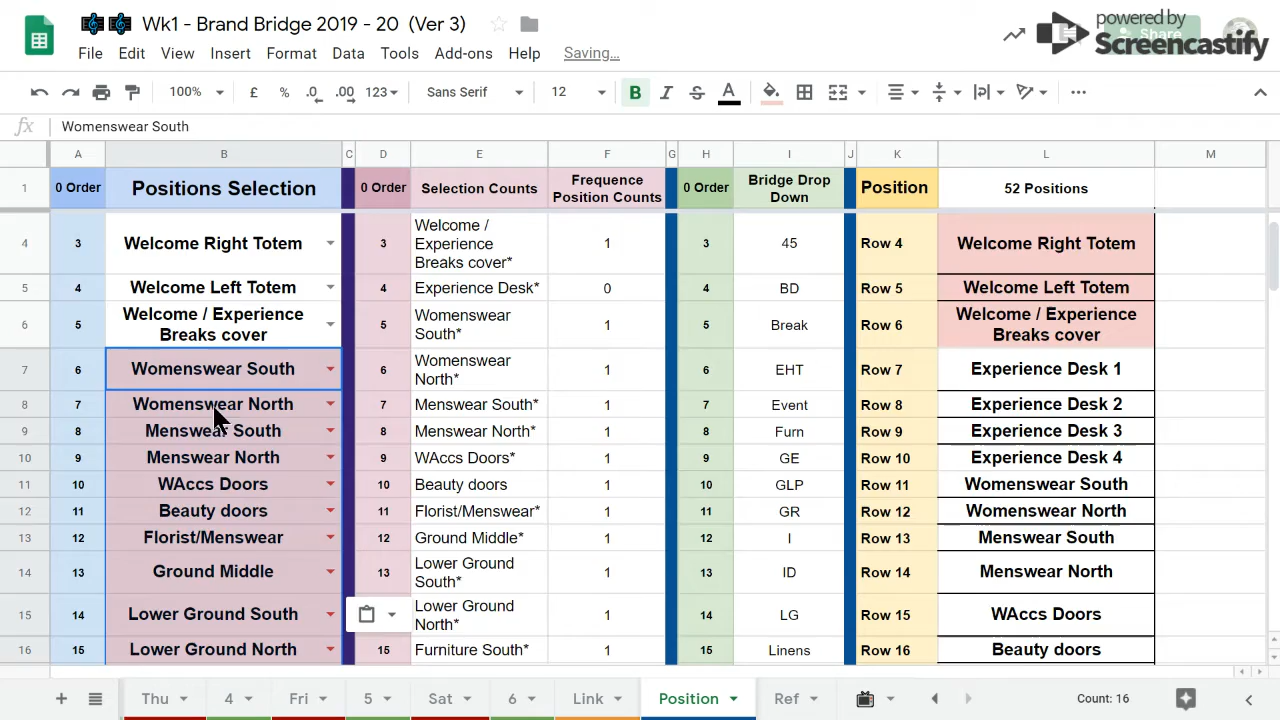 Wk1 - Brand Bridge 2019 - 20 (Ver 3)
powered by
Screencastify
Share
File Edit View Insert Format Data Tools Add-ons Help Saving...
100% £ % .0 .00 123 Sans Serif 12 B I S A
fx Womenswear South
A B C D E F G H I J K L M
1 0 Order Positions Selection 0 Order Selection Counts Frequence Position Counts 0 Order Bridge Drop Down Position 52 Positions
4 3 Welcome Right Totem 3 Welcome / Experience Breaks cover* 1 3 45 Row 4 Welcome Right Totem
5 4 Welcome Left Totem 4 Experience Desk* 0 4 BD Row 5 Welcome Left Totem
6 5 Welcome / Experience Breaks cover 5 Womenswear South* 1 5 Break Row 6 Welcome / Experience Breaks cover
7 6 Womenswear South 6 Womenswear North* 1 6 EHT Row 7 Experience Desk 1
8 7 Womenswear North 7 Menswear South* 1 7 Event Row 8 Experience Desk 2
9 8 Menswear South 8 Menswear North* 1 8 Furn Row 9 Experience Desk 3
10 9 Menswear North 9 WAccs Doors* 1 9 GE Row 10 Experience Desk 4
11 10 WAccs Doors 10 Beauty doors 1 10 GLP Row 11 Womenswear South
12 11 Beauty doors 11 Florist/Menswear* 1 11 GR Row 12 Womenswear North
13 12 Florist/Menswear 12 Ground Middle* 1 12 I Row 13 Menswear South
14 13 Ground Middle 13 Lower Ground South* 1 13 ID Row 14 Menswear North
15 14 Lower Ground South 14 Lower Ground North* 1 14 LG Row 15 WAccs Doors
16 15 Lower Ground North 15 Furniture South* 1 15 Linens Row 16 Beauty doors
Thu 4 Fri 5 Sat 6 Link Position Ref Count: 16